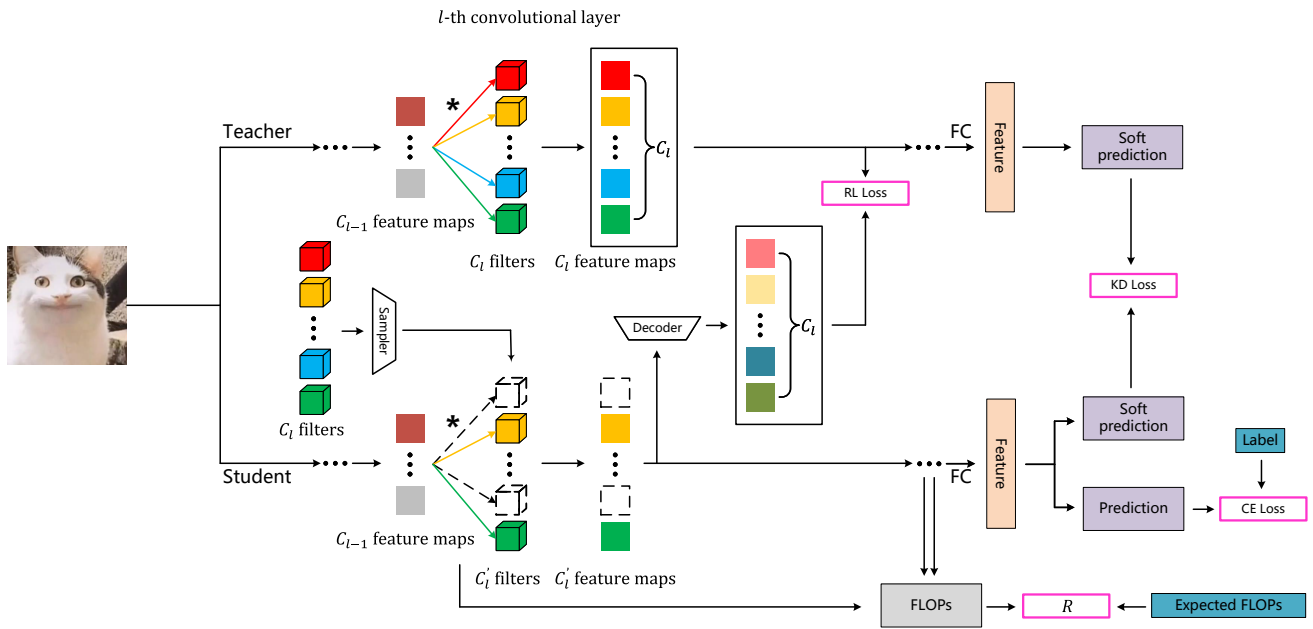 l-th convolutional layer
Teacher
*
C_{l−1} feature maps
C_l filters
C_l feature maps
C_l
RL Loss
FC
Feature
Soft
prediction
KD Loss
C_l filters
Sampler
Decoder
C_l
Student
*
C_{l−1} feature maps
C_l' filters
C_l' feature maps
FC
Feature
Soft
prediction
Prediction
Label
CE Loss
FLOPs
R
Expected FLOPs